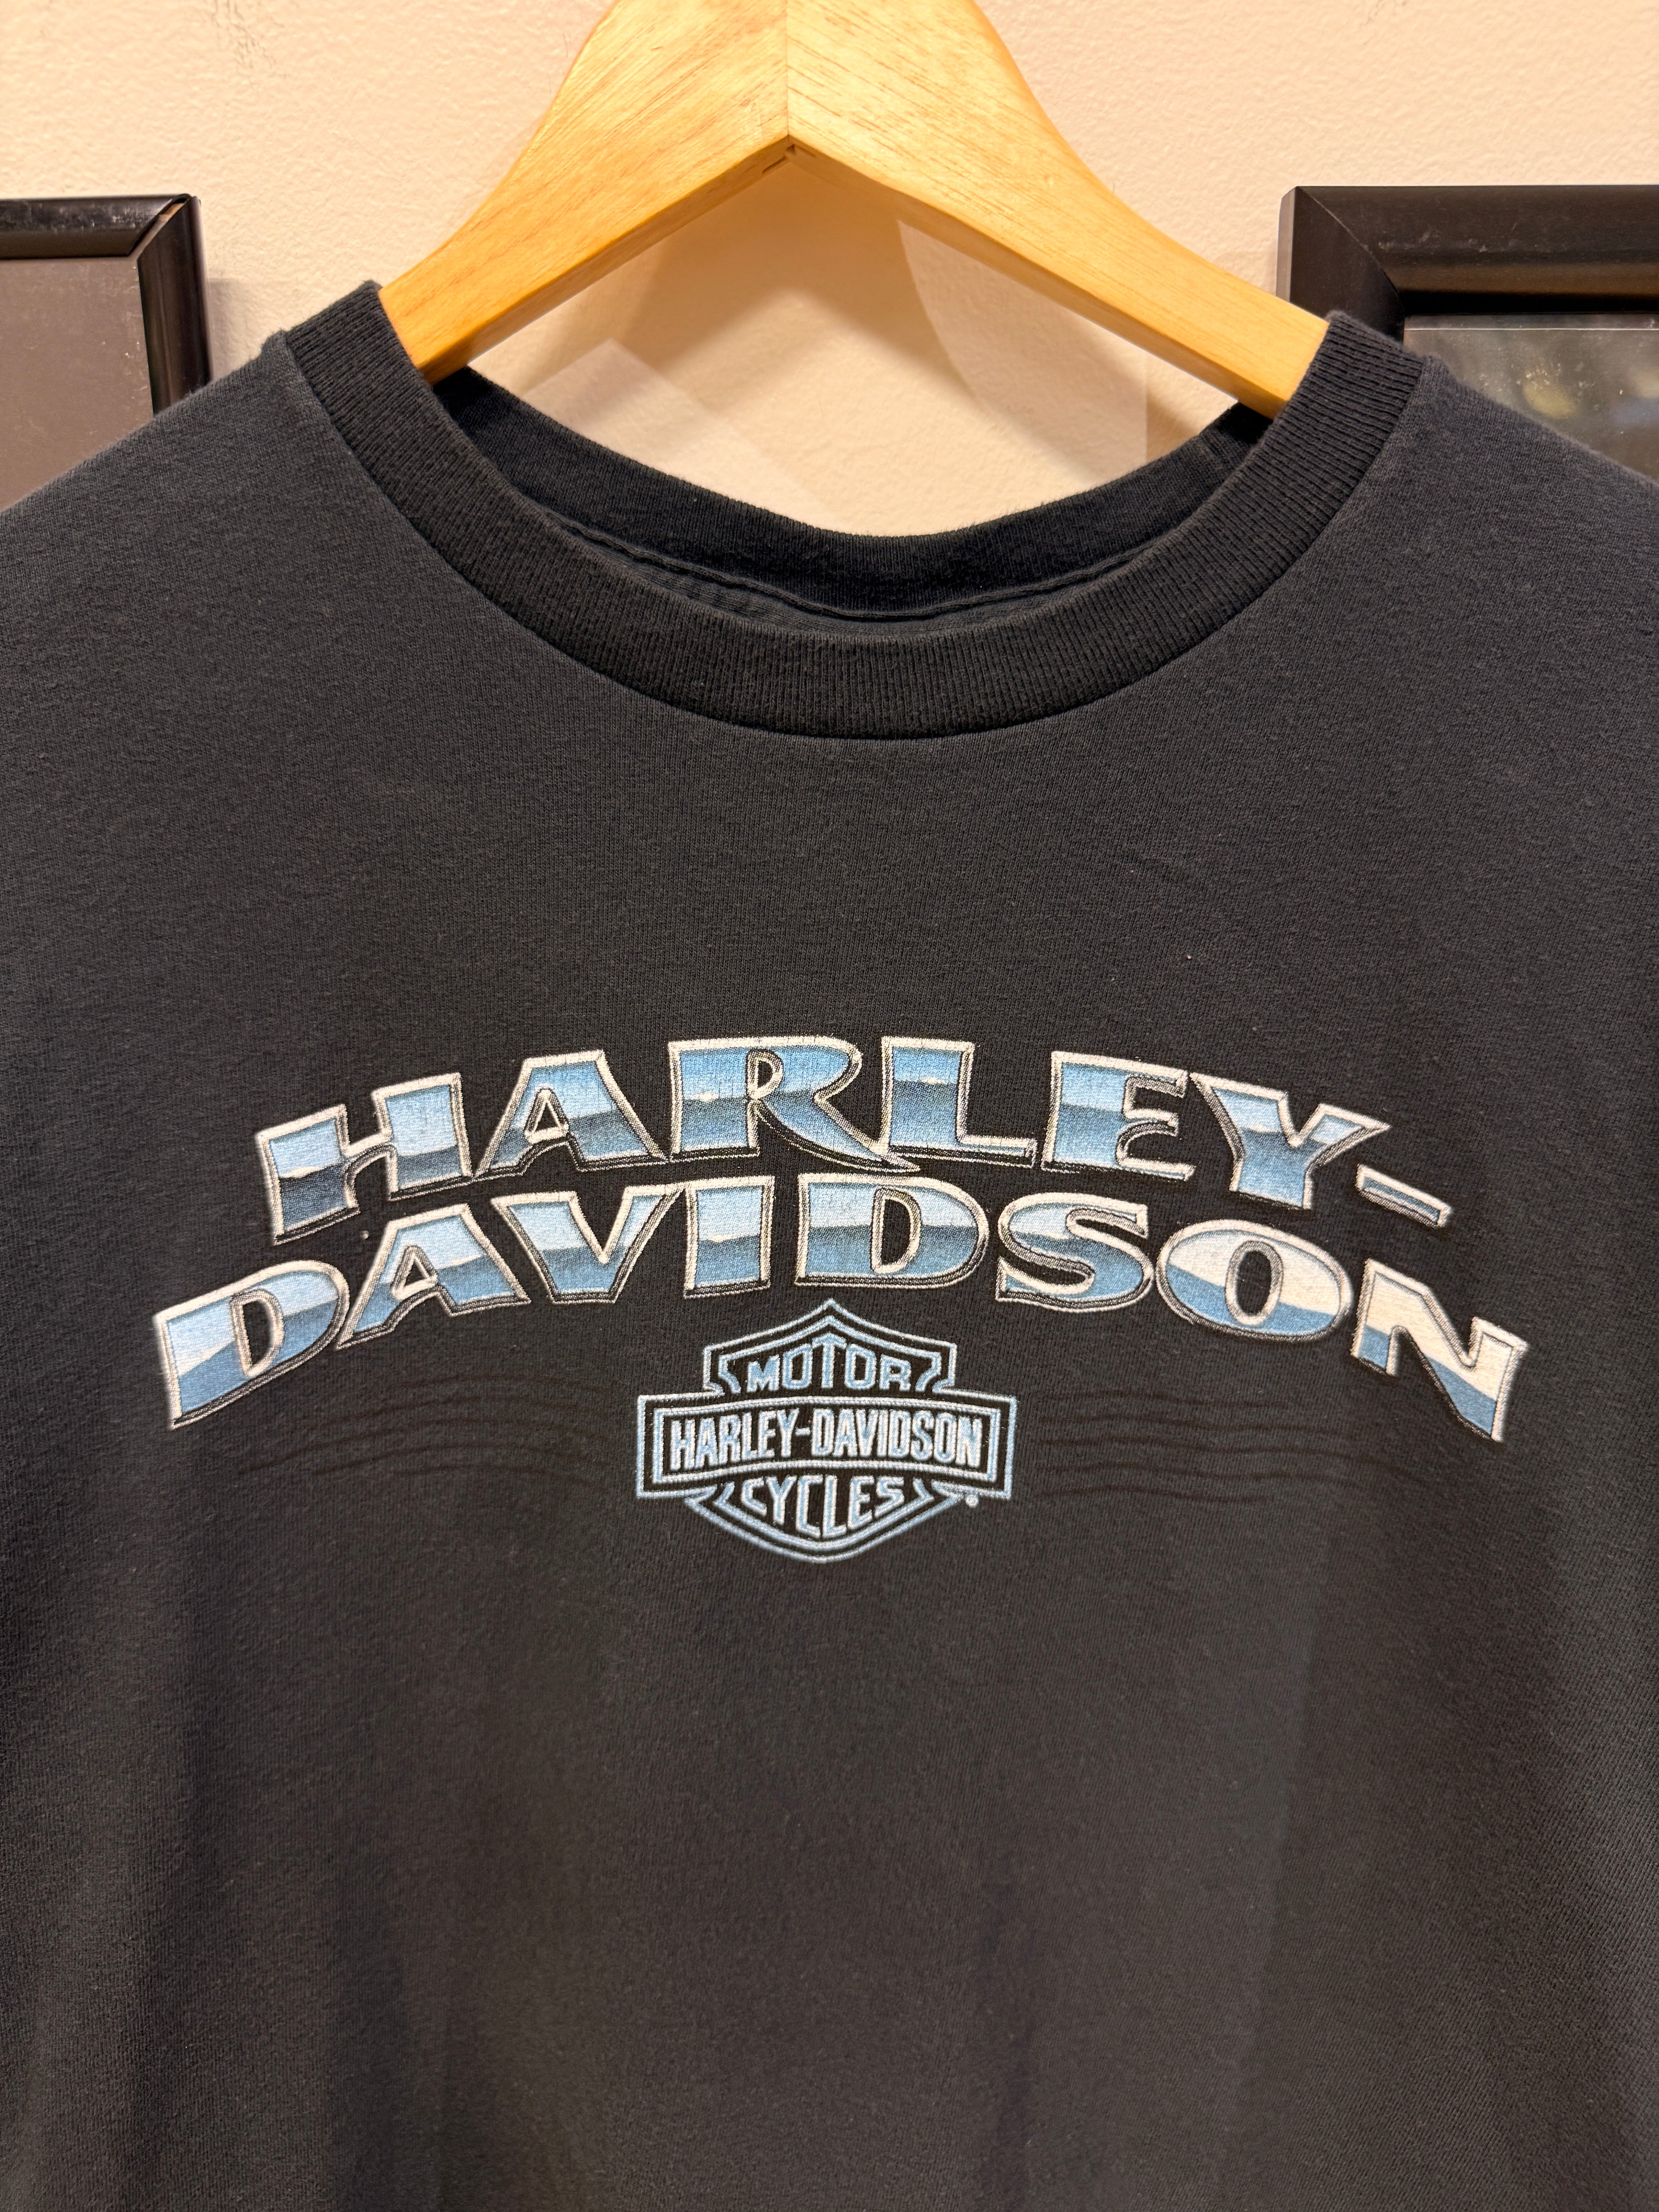 HARLEY-
DAVIDSON
MOTOR
HARLEY-DAVIDSON
CYCLES
®